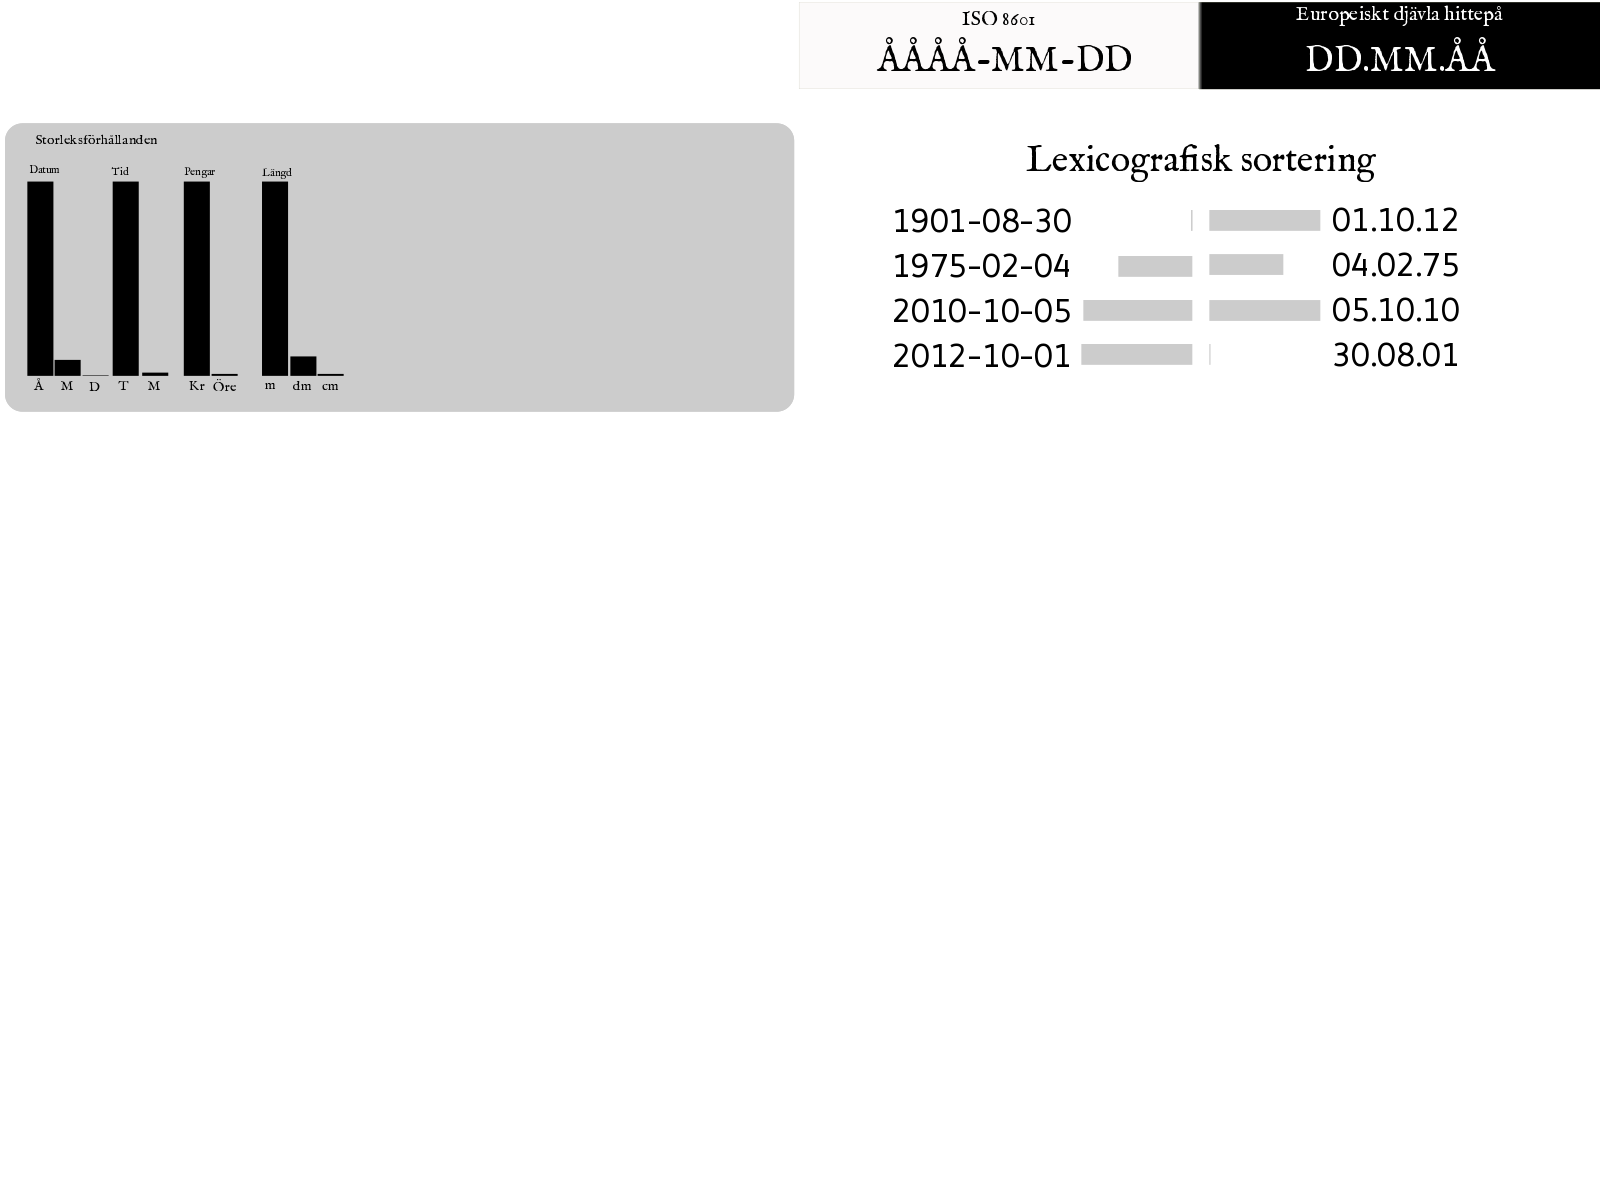 ISO 8601
ÅÅÅÅ-MM-DD
Europeiskt djävla hittepå
DD.MM.ÅÅ
Storleksförhållanden
Datum Tid Pengar Längd
Å M D T M Kr Öre m dm cm
Lexicografisk sortering
1901-08-30 01.10.12
1975-02-04 04.02.75
2010-10-05 05.10.10
2012-10-01 30.08.01